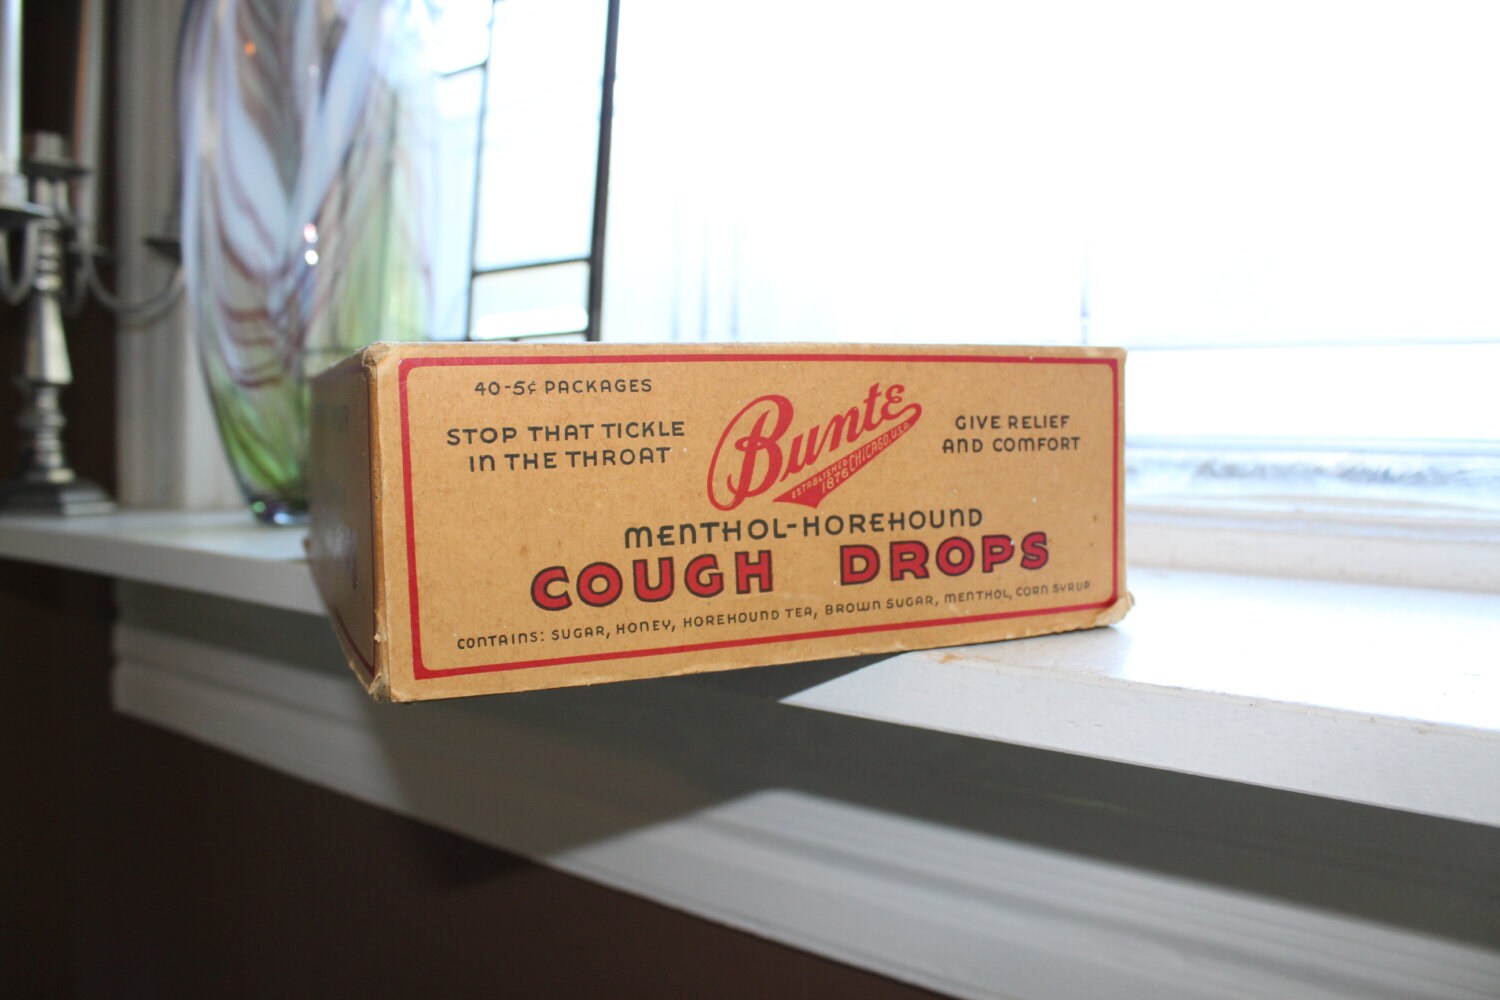 40-5¢ PACKAGES
STOP THAT TICKLE
IN THE THROAT
Bunte
ESTABLISHED
1876
CHICAGO, U.S.A.
GIVE RELIEF
AND COMFORT
MENTHOL-HOREHOUND
COUGH DROPS
CONTAINS: SUGAR, HONEY, HOREHOUND TEA, BROWN SUGAR, MENTHOL, CORN SYRUP